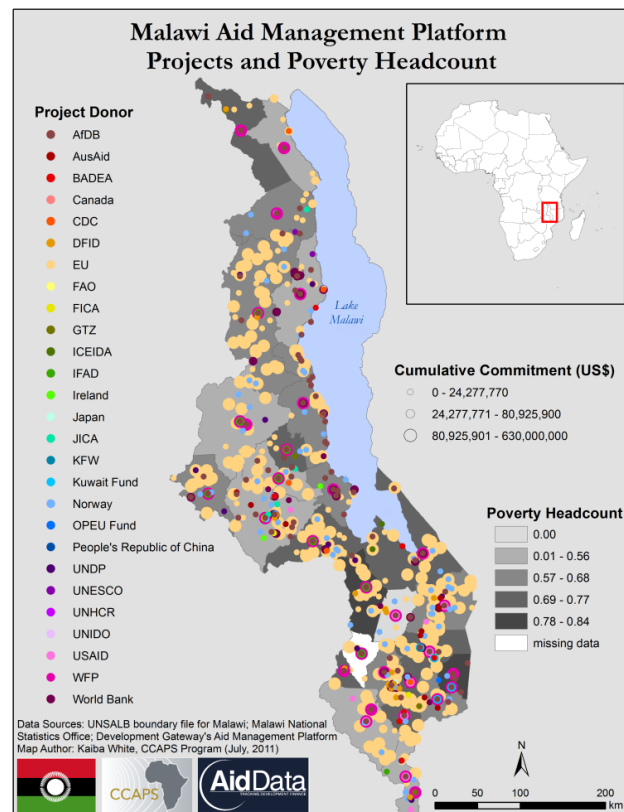 Malawi Aid Management Platform
Projects and Poverty Headcount
Project Donor
AfDB
AusAid
BADEA
Canada
CDC
DFID
EU
FAO
FICA
GTZ
ICEIDA
IFAD
Ireland
Japan
JICA
KFW
Kuwait Fund
Norway
OPEU Fund
People's Republic of China
UNDP
UNESCO
UNHCR
UNIDO
USAID
WFP
World Bank
Lake
Malawi
Cumulative Commitment (US$)
0 - 24,277,770
24,277,771 - 80,925,900
80,925,901 - 630,000,000
Poverty Headcount
0.00
0.01 - 0.56
0.57 - 0.68
0.69 - 0.77
0.78 - 0.84
missing data
Data Sources: UNSALB boundary file for Malawi; Malawi National
Statistics Office; Development Gateway's Aid Management Platform
Map Author: Kaiba White, CCAPS Program (July, 2011)
CCAPS
AidData
TRACKING DEVELOPMENT FINANCE
N
0 100 200
km